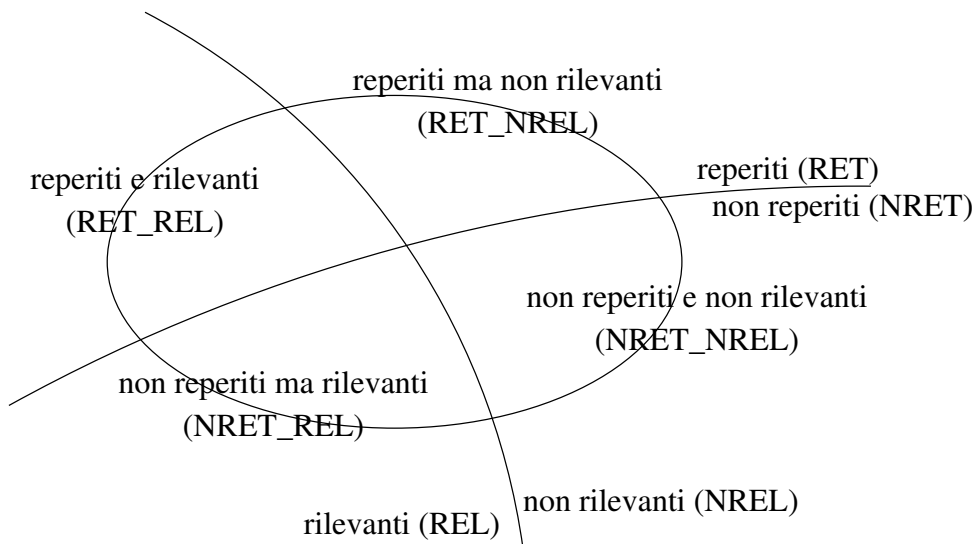 reperiti ma non rilevanti
(RET_NREL)
reperiti e rilevanti
(RET_REL)
reperiti (RET)
non reperiti (NRET)
non reperiti e non rilevanti
(NRET_NREL)
non reperiti ma rilevanti
(NRET_REL)
rilevanti (REL)
non rilevanti (NREL)